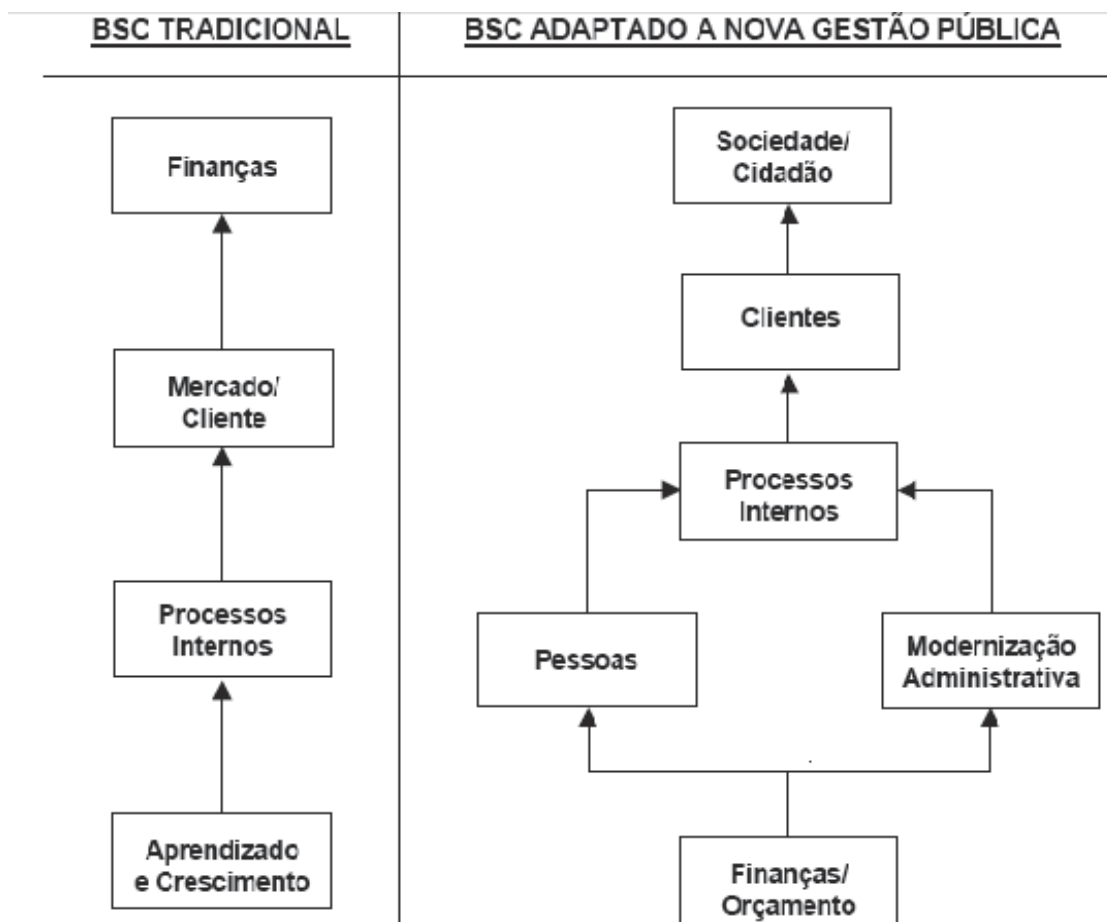 BSC TRADICIONAL
BSC ADAPTADO A NOVA GESTÃO PÚBLICA
Finanças
Mercado/
Cliente
Processos
Internos
Aprendizado
e Crescimento
Sociedade/
Cidadão
Clientes
Processos
Internos
Pessoas
Modernização
Administrativa
Finanças/
Orçamento